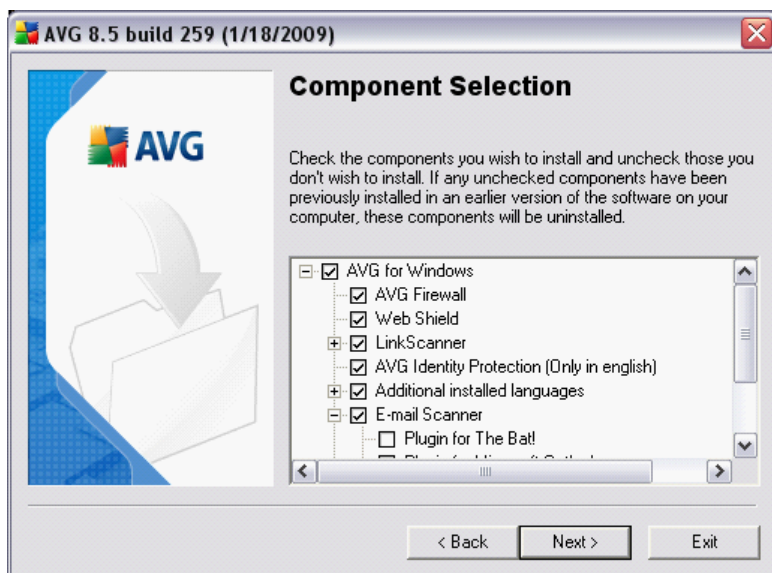 AVG 8.5 build 259 (1/18/2009)
AVG
Component Selection
Check the components you wish to install and uncheck those you
don't wish to install. If any unchecked components have been
previously installed in an earlier version of the software on your
computer, these components will be uninstalled.
AVG for Windows
AVG Firewall
Web Shield
LinkScanner
AVG Identity Protection (Only in english)
Additional installed languages
E-mail Scanner
Plugin for The Bat!
< Back
Next >
Exit